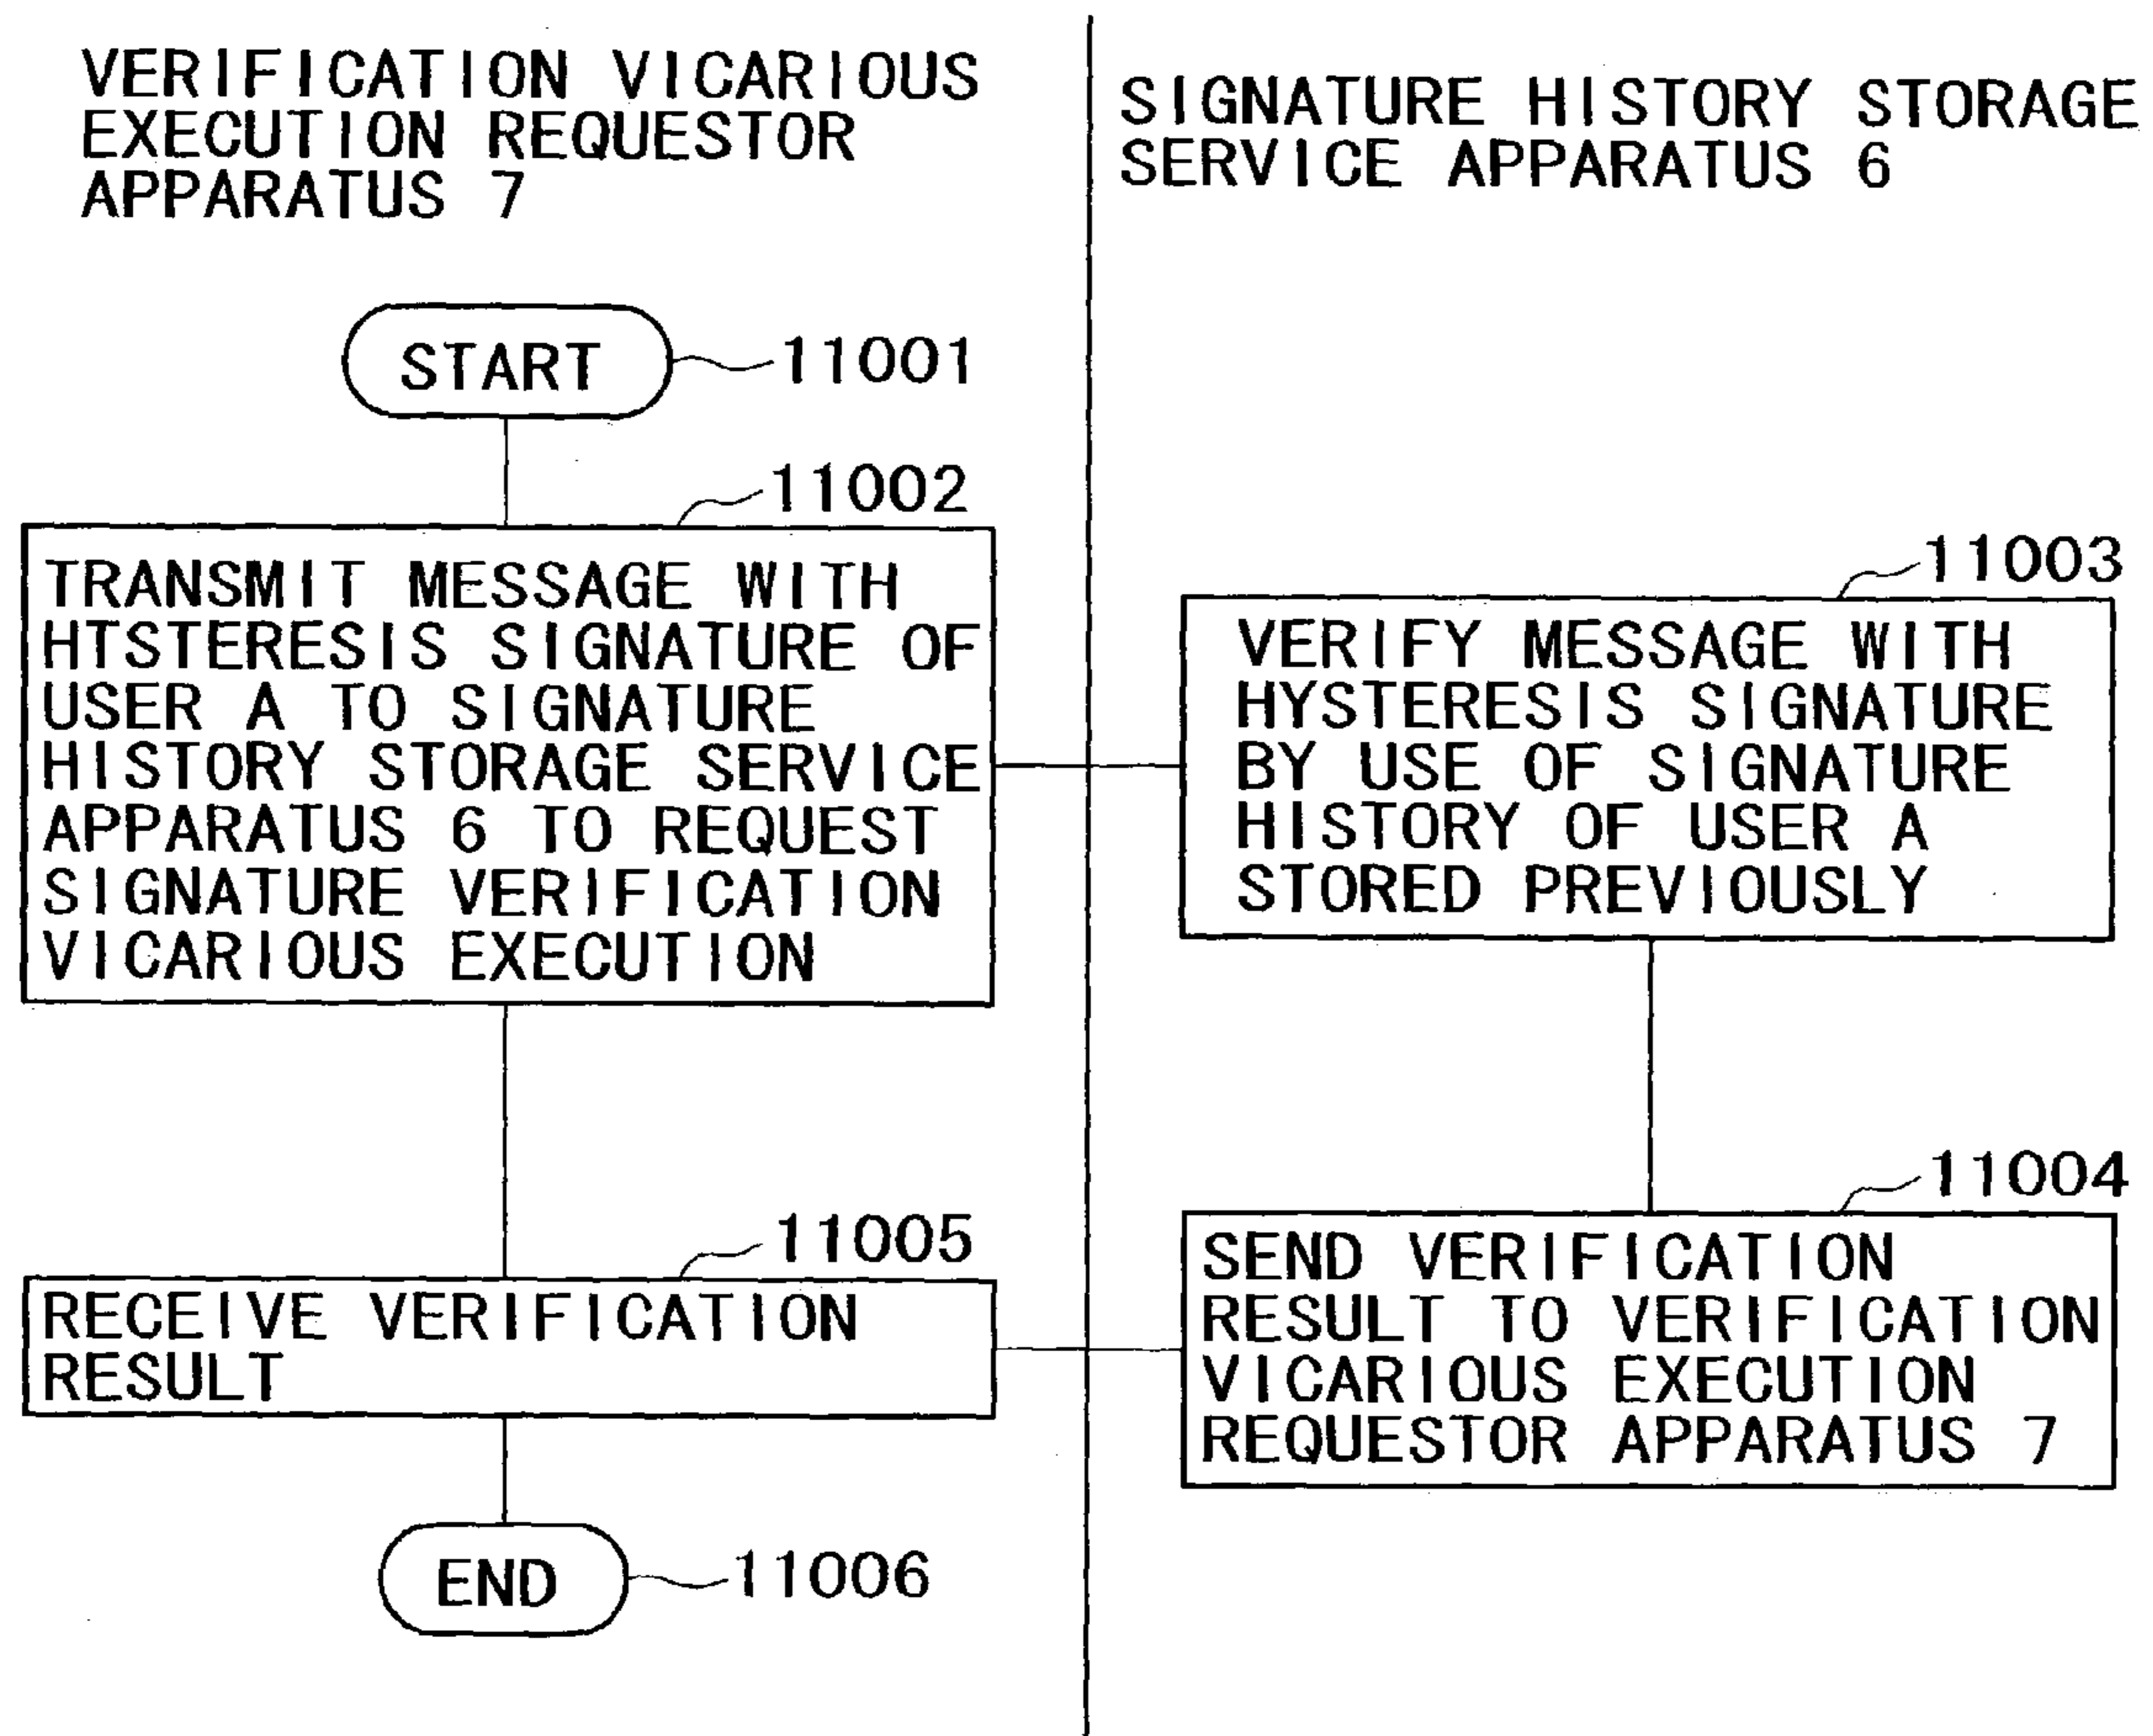 VERIFICATION VICARIOUS
EXECUTION REQUESTOR
APPARATUS 7
SIGNATURE HISTORY STORAGE
SERVICE APPARATUS 6
START
11001
11002
TRANSMIT MESSAGE WITH
HTSTERESIS SIGNATURE OF
USER A TO SIGNATURE
HISTORY STORAGE SERVICE
APPARATUS 6 TO REQUEST
SIGNATURE VERIFICATION
VICARIOUS EXECUTION
11003
VERIFY MESSAGE WITH
HYSTERESIS SIGNATURE
BY USE OF SIGNATURE
HISTORY OF USER A
STORED PREVIOUSLY
11004
SEND VERIFICATION
RESULT TO VERIFICATION
VICARIOUS EXECUTION
REQUESTOR APPARATUS 7
11005
RECEIVE VERIFICATION
RESULT
END
11006